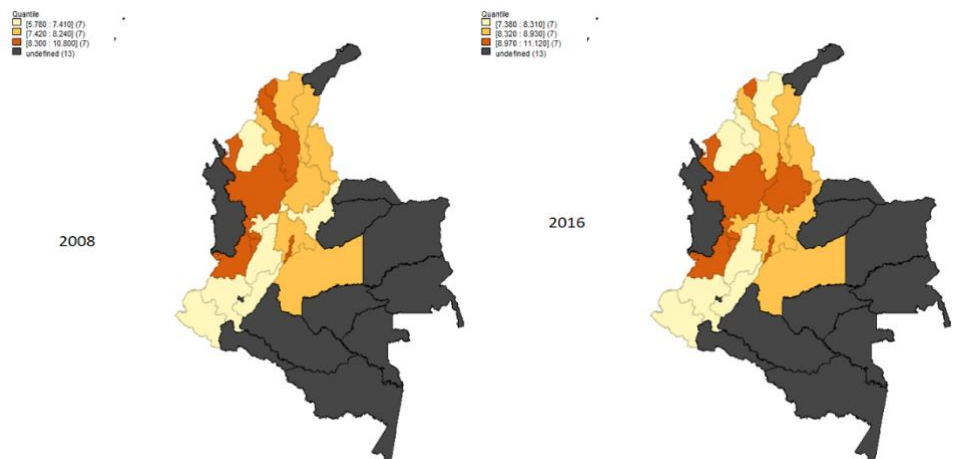 Quantile
[5.780 : 7.410] (7)
[7.420 : 8.240] (7)
[8.300 : 10.800] (7)
undefined (13)
2008
Quantile
[7.380 : 8.310] (7)
[8.320 : 8.930] (7)
[8.970 : 11.120] (7)
undefined (13)
2016